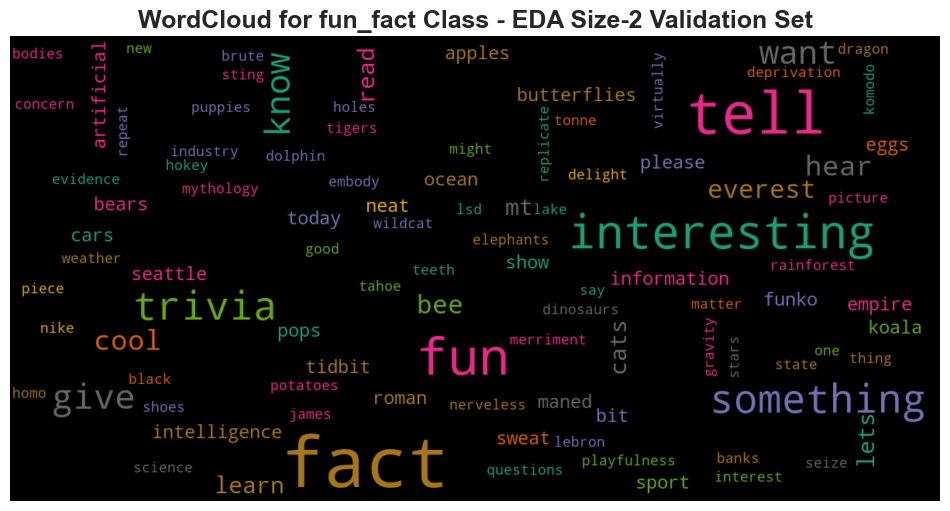 WordCloud for fun_fact Class - EDA Size-2 Validation Set
bodies
artificial
new
brute
sting
know
read
apples
want
dragon
deprivation
virtually
komodo
concern
repeat
puppies
holes
tigers
butterflies
tonne
replicate
tell
industry
hokey
dolphin
might
please
hear
eggs
evidence
mythology
embody
ocean
delight
everest
picture
bears
today
neat
wildcat
lsd
mt
lake
interesting
cars
weather
good
elephants
show
seattle
teeth
information
rainforest
piece
trivia
tahoe
bee
say
dinosaurs
matter
funko
empire
nike
cool
pops
fun
merriment
cats
gravity
stars
koala
one
black
tidbit
state
thing
homo
give
shoes
potatoes
james
roman
nerveless
maned
bit
something
intelligence
fact
sweat
lebron
lets
science
learn
questions
playfulness
sport
banks
interest
seize